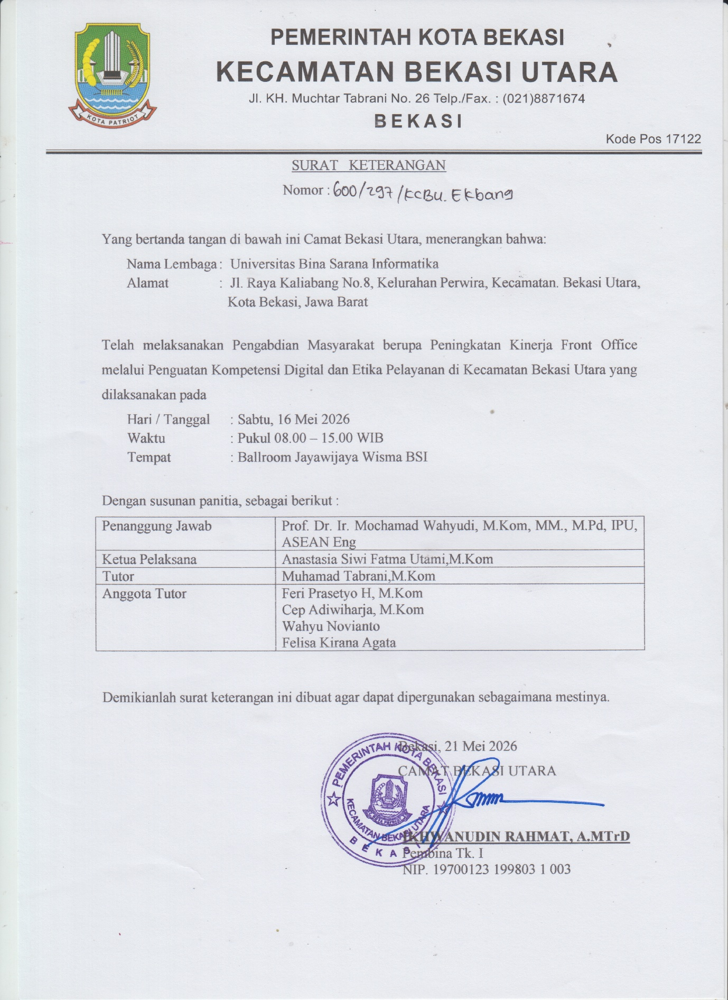 PEMERINTAH KOTA BEKASI
KECAMATAN BEKASI UTARA
Jl. KH. Muchtar Tabrani No. 26 Telp./Fax. : (021)8871674
BEKASI
Kode Pos 17122
KOTA PATRIOT
SURAT KETERANGAN
Nomor : 600/297/KCBU. Ekbang
Yang bertanda tangan di bawah ini Camat Bekasi Utara, menerangkan bahwa:
Nama Lembaga : Universitas Bina Sarana Informatika
Alamat : Jl. Raya Kaliabang No.8, Kelurahan Perwira, Kecamatan. Bekasi Utara,
Kota Bekasi, Jawa Barat
Telah melaksanakan Pengabdian Masyarakat berupa Peningkatan Kinerja Front Office
melalui Penguatan Kompetensi Digital dan Etika Pelayanan di Kecamatan Bekasi Utara yang
dilaksanakan pada
Hari / Tanggal : Sabtu, 16 Mei 2026
Waktu : Pukul 08.00 – 15.00 WIB
Tempat : Ballroom Jayawijaya Wisma BSI
Dengan susunan panitia, sebagai berikut :
Penanggung Jawab Prof. Dr. Ir. Mochamad Wahyudi, M.Kom, MM., M.Pd, IPU,
ASEAN Eng
Ketua Pelaksana Anastasia Siwi Fatma Utami,M.Kom
Tutor Muhamad Tabrani,M.Kom
Anggota Tutor Feri Prasetyo H, M.Kom
Cep Adiwiharja, M.Kom
Wahyu Novianto
Felisa Kirana Agata
Demikianlah surat keterangan ini dibuat agar dapat dipergunakan sebagaimana mestinya.
Bekasi, 21 Mei 2026
CAMAT BEKASI UTARA
PEMERINTAH KOTA BEKASI
KECAMATAN BEKASI UTARA
BEKASI
KOTA PATRIOT
IKHWANUDIN RAHMAT, A.MTrD
Pembina Tk. I
NIP. 19700123 199803 1 003